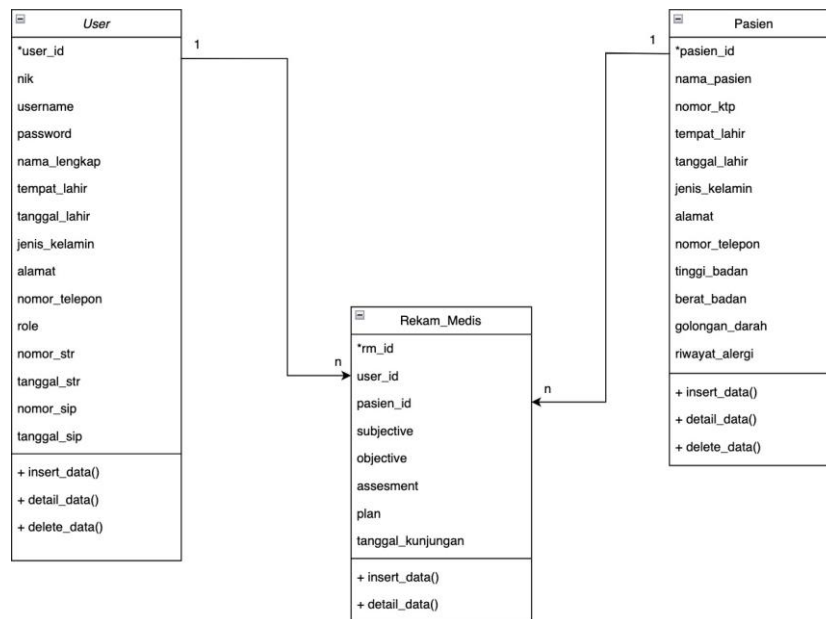 User
*user_id
nik
username
password
nama_lengkap
tempat_lahir
tanggal_lahir
jenis_kelamin
alamat
nomor_telepon
role
nomor_str
tanggal_str
nomor_sip
tanggal_sip
+ insert_data()
+ detail_data()
+ delete_data()
1
n
Rekam_Medis
*rm_id
user_id
pasien_id
subjective
objective
assesment
plan
tanggal_kunjungan
+ insert_data()
+ detail_data()
1
n
Pasien
*pasien_id
nama_pasien
nomor_ktp
tempat_lahir
tanggal_lahir
jenis_kelamin
alamat
nomor_telepon
tinggi_badan
berat_badan
golongan_darah
riwayat_alergi
+ insert_data()
+ detail_data()
+ delete_data()